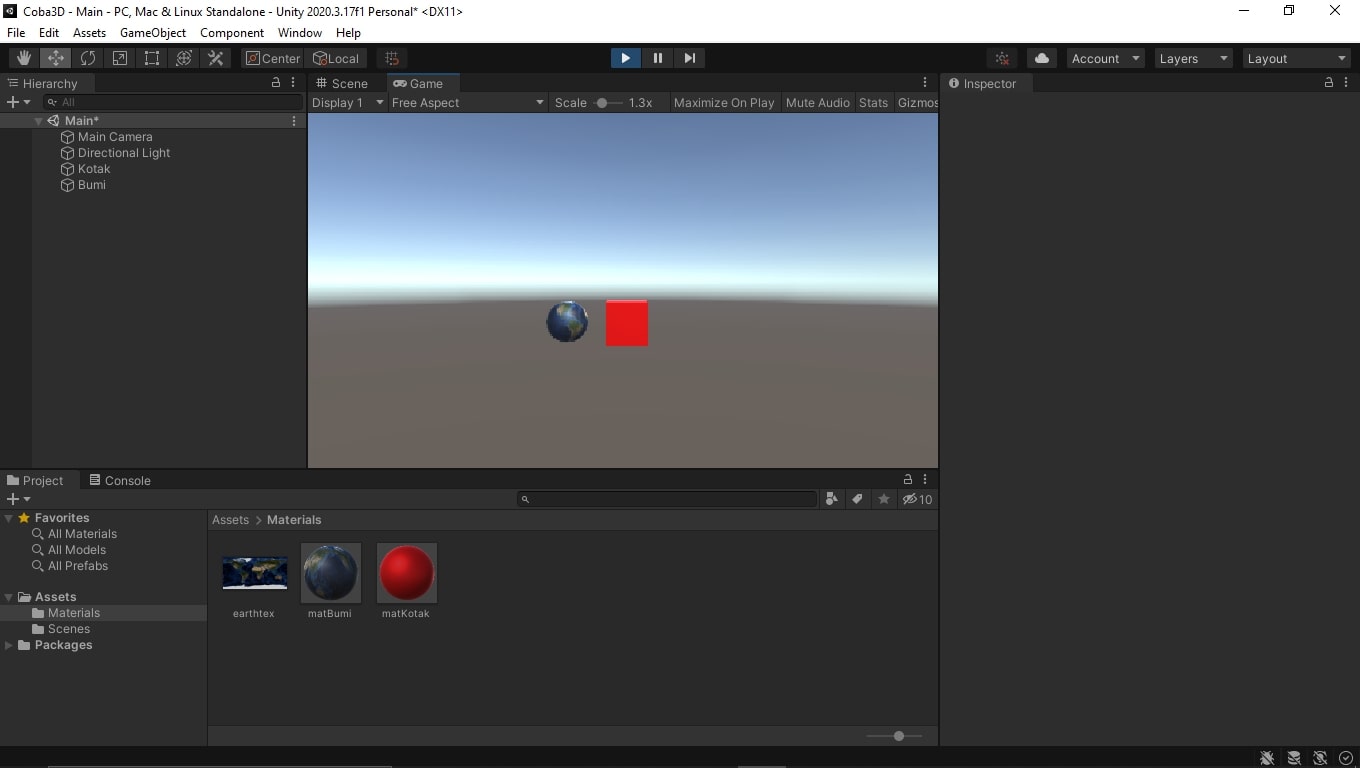 Coba3D - Main - PC, Mac & Linux Standalone - Unity 2020.3.17f1 Personal* <DX11>
File Edit Assets GameObject Component Window Help
Center Local Account Layers Layout
Hierarchy Scene Game Inspector
All Display 1 Free Aspect Scale 1.3x Maximize On Play Mute Audio Stats Gizmos
Main*
Main Camera
Directional Light
Kotak
Bumi
Project Console
10
Favorites
All Materials
All Models
All Prefabs
Assets
Materials
Scenes
Packages
Assets > Materials
earthtex matBumi matKotak